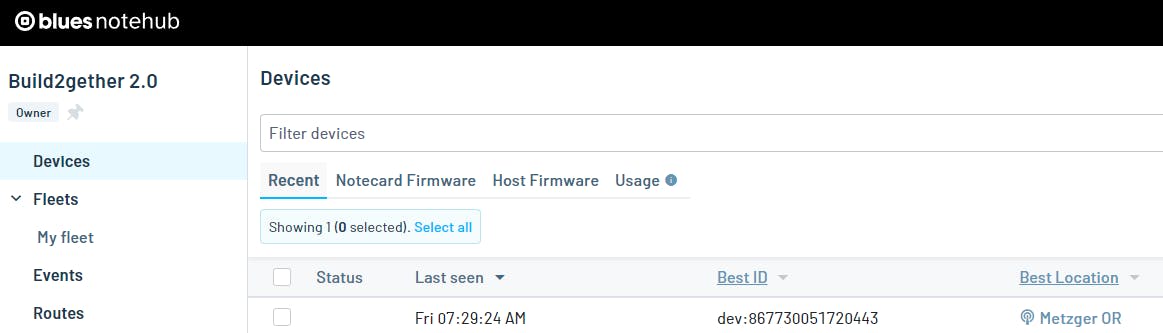 blues notehub
Build2gether 2.0
Owner
Devices
Fleets
My fleet
Events
Routes
Devices
Filter devices
Recent Notecard Firmware Host Firmware Usage
Showing 1 (0 selected). Select all
Status Last seen Best ID Best Location
Fri 07:29:24 AM dev:867730051720443 Metzger OR